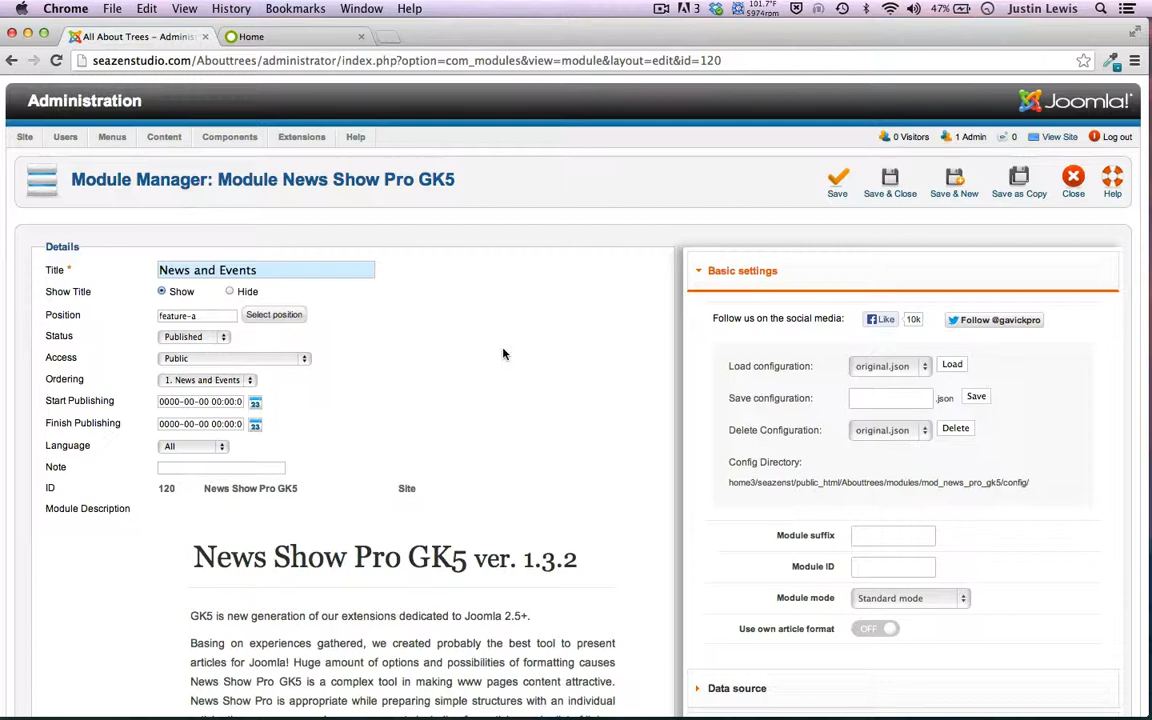 Chrome File Edit View History Bookmarks Window Help 3 101.7°F 5974rpm 47% Justin Lewis
All About Trees – Adminis Home
seazenstudio.com/Abouttrees/administrator/index.php?option=com_modules&view=module&layout=edit&id=120
Administration Joomla!
Site Users Menus Content Components Extensions Help 0 Visitors 1 Admin 0 View Site Log out
Module Manager: Module News Show Pro GK5
Save Save & Close Save & New Save as Copy Close Help
Details
Title * News and Events
Show Title Show Hide
Position feature-a Select position
Status Published
Access Public
Ordering 1. News and Events
Start Publishing 0000-00-00 00:00:0 23
Finish Publishing 0000-00-00 00:00:0 23
Language All
Note
ID 120 News Show Pro GK5 Site
Module Description
News Show Pro GK5 ver. 1.3.2
GK5 is new generation of our extensions dedicated to Joomla 2.5+.
Basing on experiences gathered, we created probably the best tool to present
articles for Joomla! Huge amount of options and possibilities of formatting causes
News Show Pro GK5 is a complex tool in making www pages content attractive.
News Show Pro is appropriate while preparing simple structures with an individual
Basic settings
Follow us on the social media: Like 10k Follow @gavickpro
Load configuration: original.json Load
Save configuration: .json Save
Delete Configuration: original.json Delete
Config Directory:
home3/seazenst/public_html/Abouttrees/modules/mod_news_pro_gk5/config/
Module suffix
Module ID
Module mode Standard mode
Use own article format OFF
Data source